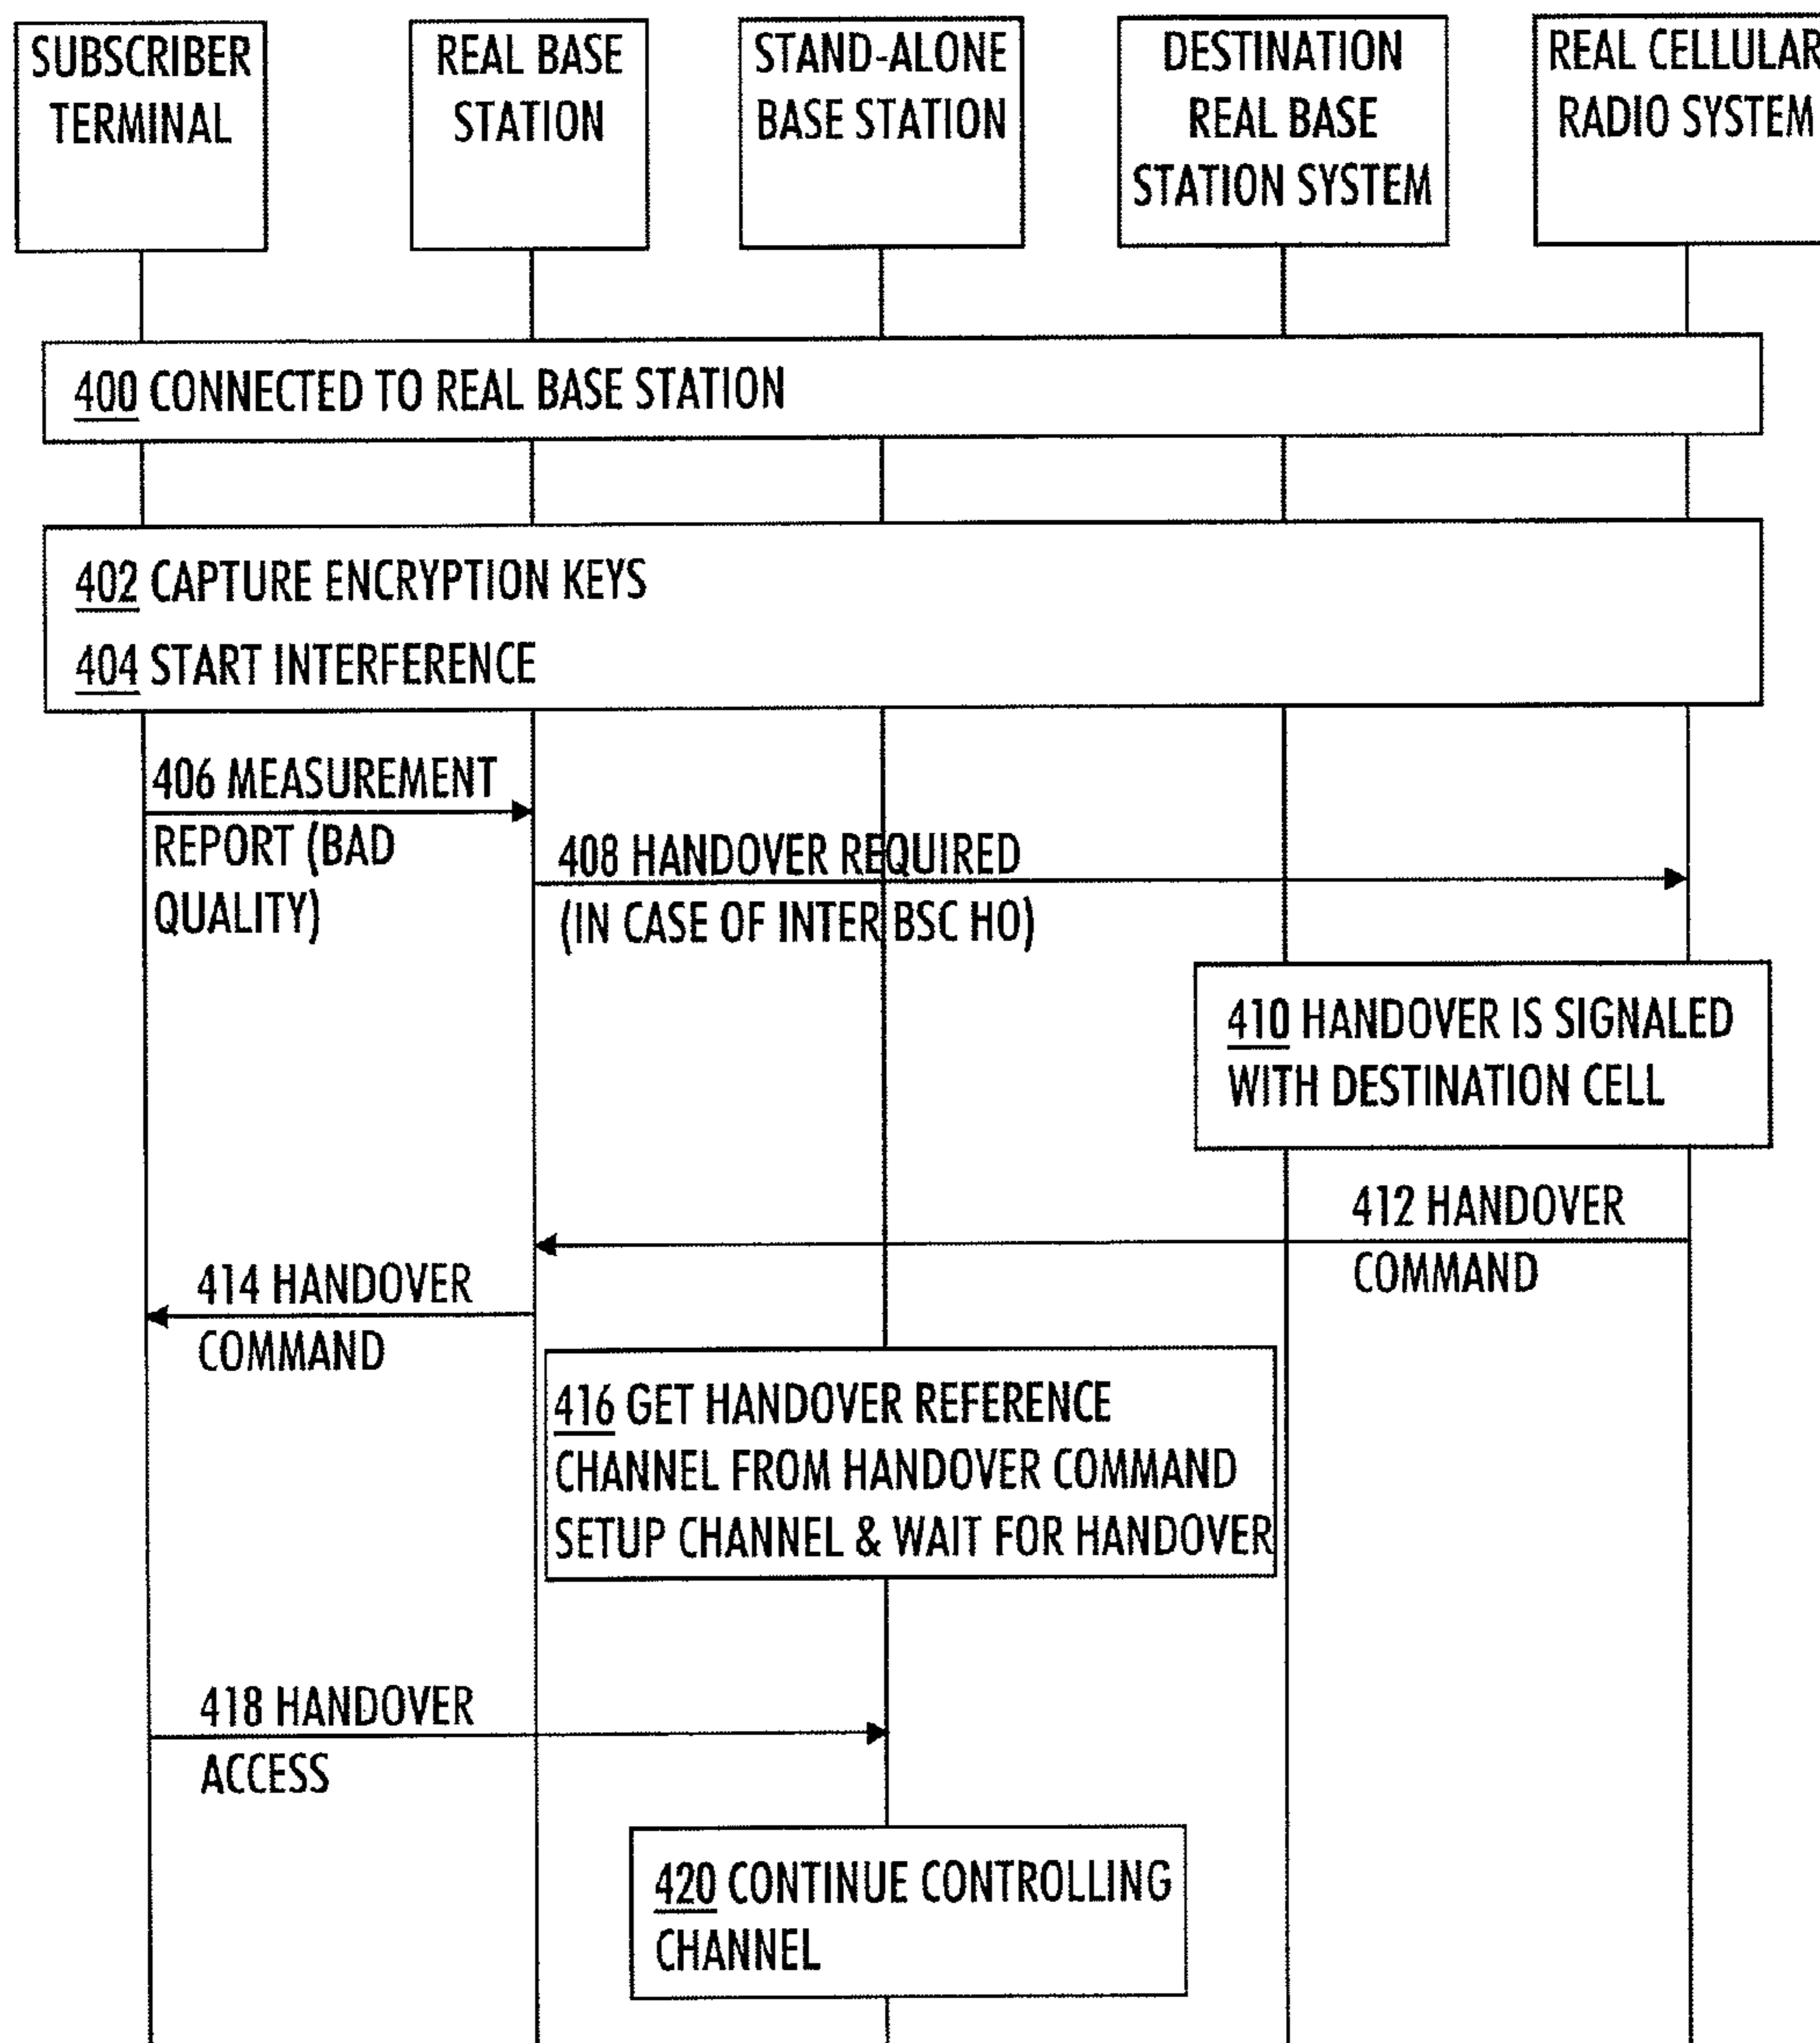 SUBSCRIBER
TERMINAL
REAL BASE
STATION
STAND-ALONE
BASE STATION
DESTINATION
REAL BASE
STATION SYSTEM
REAL CELLULAR
RADIO SYSTEM
400 CONNECTED TO REAL BASE STATION
402 CAPTURE ENCRYPTION KEYS
404 START INTERFERENCE
406 MEASUREMENT
REPORT (BAD
QUALITY)
408 HANDOVER REQUIRED
(IN CASE OF INTER BSC HO)
410 HANDOVER IS SIGNALED
WITH DESTINATION CELL
412 HANDOVER
COMMAND
414 HANDOVER
COMMAND
416 GET HANDOVER REFERENCE
CHANNEL FROM HANDOVER COMMAND
SETUP CHANNEL & WAIT FOR HANDOVER
418 HANDOVER
ACCESS
420 CONTINUE CONTROLLING
CHANNEL